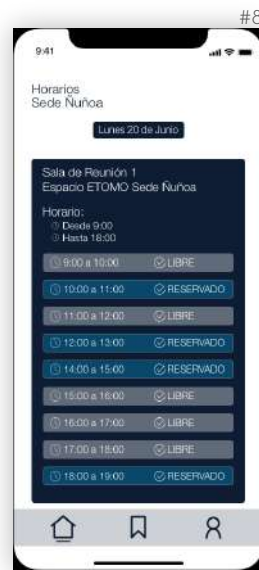 #8
9:41
Horarios
Sede Ñuñoa
Lunes 20 de Junio
Sala de Reunión 1
Espacio ETOMO Sede Ñuñoa
Horario:
Desde 9:00
Hasta 18:00
9:00 a 10:00 LIBRE
10:00 a 11:00 RESERVADO
11:00 a 12:00 LIBRE
12:00 a 13:00 RESERVADO
14:00 a 15:00 RESERVADO
15:00 a 16:00 LIBRE
16:00 a 17:00 LIBRE
17:00 a 18:00 LIBRE
18:00 a 19:00 RESERVADO